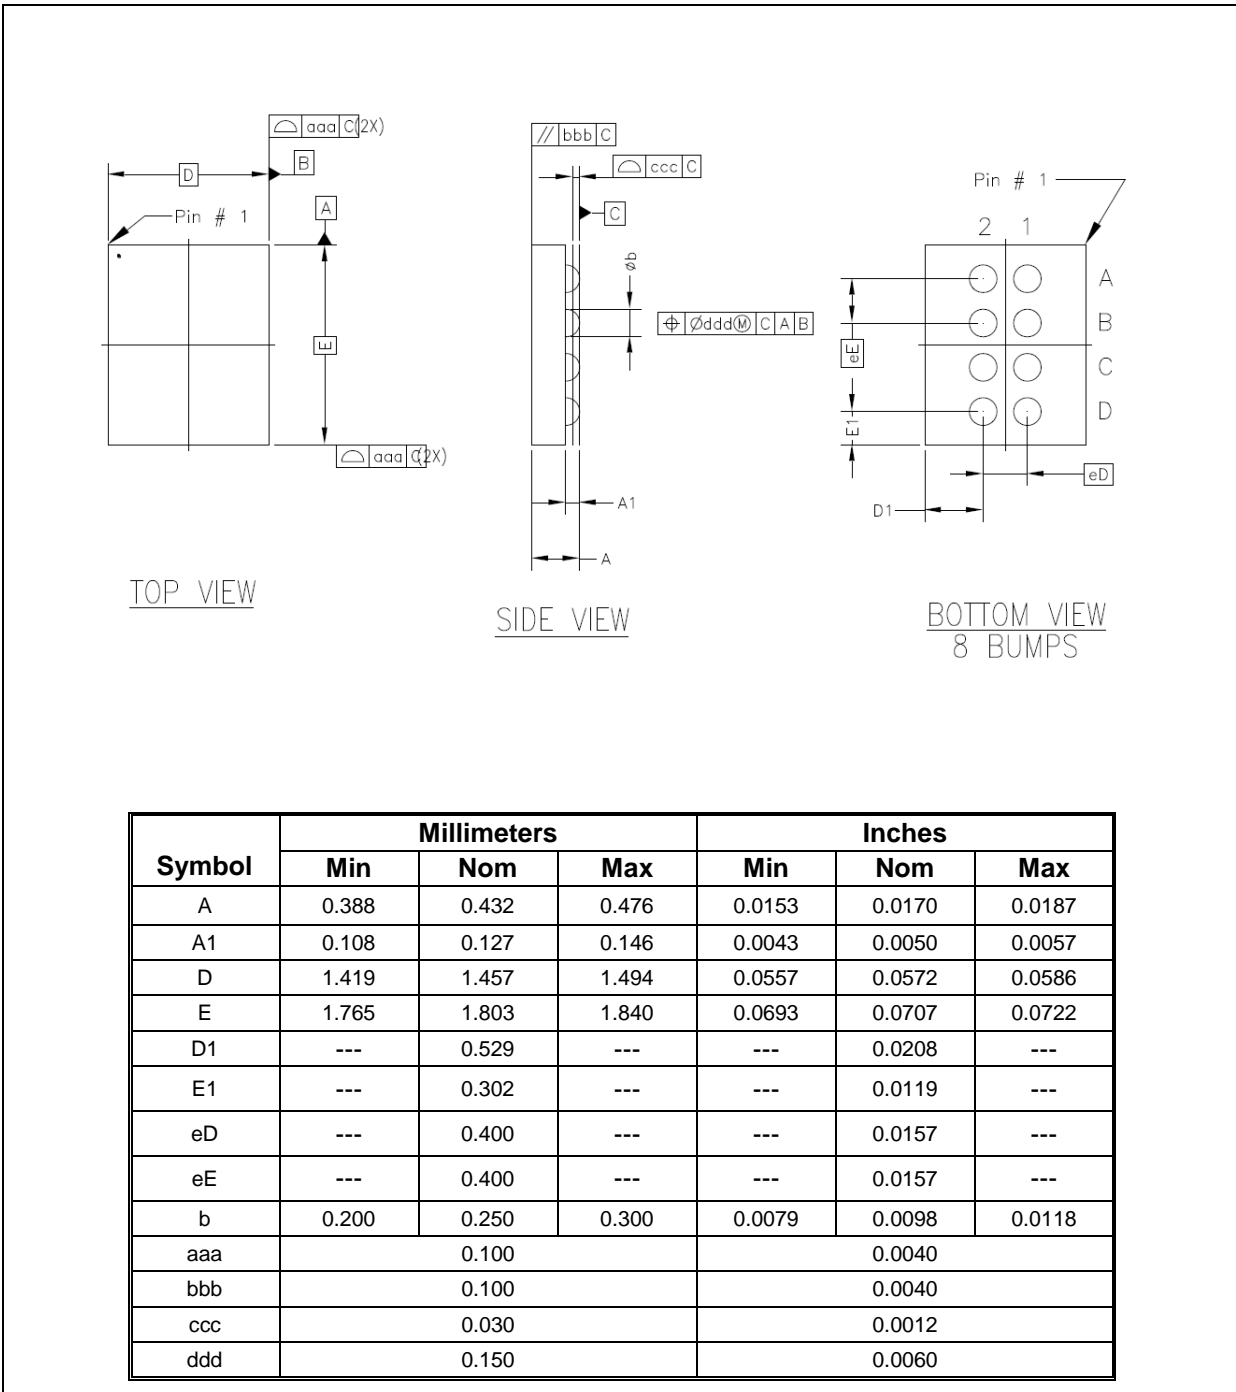 aaa C(2X)
D
B
Pin # 1
A
E
aaa C(2X)
TOP VIEW
// bbb C
ccc C
C
øb
⌖ ØdddⓂ C A B
A1
A
SIDE VIEW
Pin # 1
2 1
A
B
C
D
eE
E1
eD
D1
BOTTOM VIEW
8 BUMPS
Symbol Millimeters Inches
Min Nom Max Min Nom Max
A 0.388 0.432 0.476 0.0153 0.0170 0.0187
A1 0.108 0.127 0.146 0.0043 0.0050 0.0057
D 1.419 1.457 1.494 0.0557 0.0572 0.0586
E 1.765 1.803 1.840 0.0693 0.0707 0.0722
D1 --- 0.529 --- --- 0.0208 ---
E1 --- 0.302 --- --- 0.0119 ---
eD --- 0.400 --- --- 0.0157 ---
eE --- 0.400 --- --- 0.0157 ---
b 0.200 0.250 0.300 0.0079 0.0098 0.0118
aaa 0.100 0.0040
bbb 0.100 0.0040
ccc 0.030 0.0012
ddd 0.150 0.0060